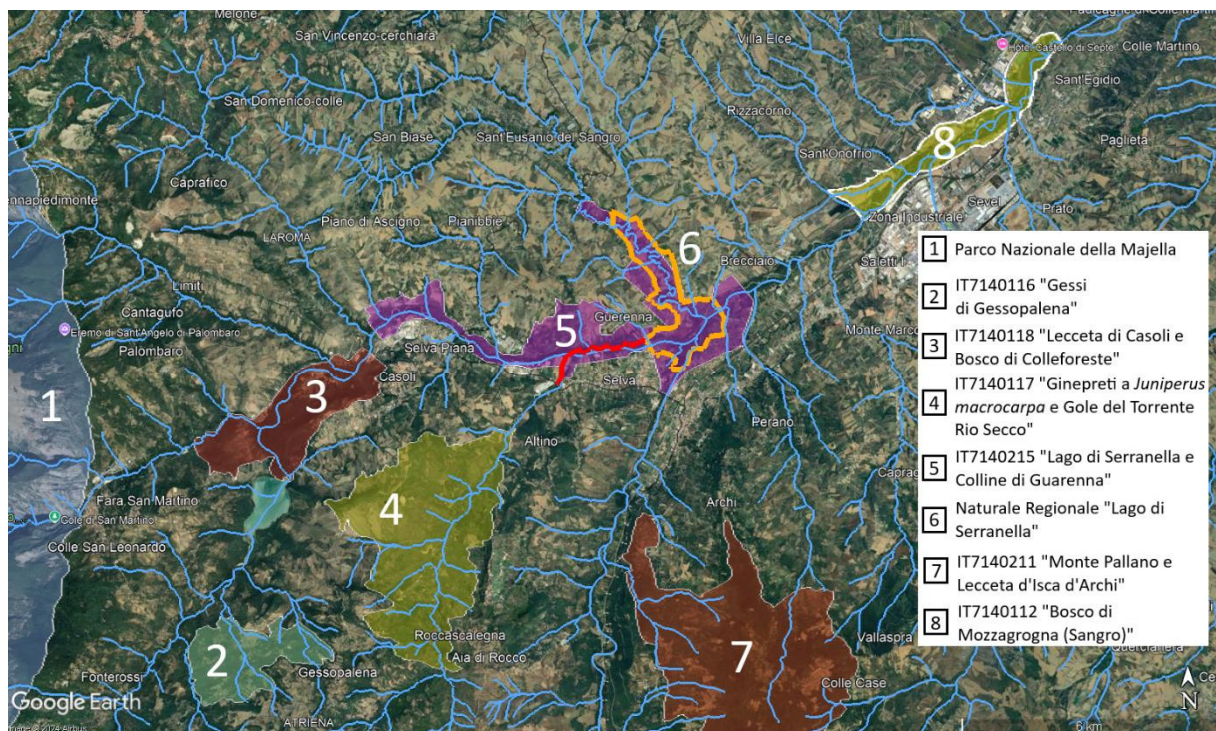 Melone
San Vincenzo-cerchiara
Villa Elce
Hotel Castello di Septe
Colle Martino
Sant'Egidio
San Domenico-colle
Rizzacorno
San Biase
Sant'Eusanio del Sangro
8
Paglieta
Sant'Onofrio
Caprafico
Sevel
Prato
Piano di Ascigno
Pianibbie
Zona Industriale
LAROMA
6
Brecciaio
Saletti I
Limiti
Cantagufo
Eremo di Sant'Angelo di Palombaro
Guerenna
5
Monte Marco
Palombaro
Selva Piana
1
Casoli
Selva
3
Perano
Altino
Fara San Martino
4
Archi
Gole di San Martino
Colle San Leonardo
Roccascalegna
Vallaspra
Aia di Rocco
7
2
Gessopalena
Fonterossi
Colle Case
ATRIENA
Google Earth
N
6 km
1 Parco Nazionale della Majella
2 IT7140116 "Gessi
di Gessopalena"
3 IT7140118 "Lecceta di Casoli e
Bosco di Colleforeste"
4 IT7140117 "Ginepreti a Juniperus
macrocarpa e Gole del Torrente
Rio Secco"
5 IT7140215 "Lago di Serranella e
Colline di Guarenna"
6 Naturale Regionale "Lago di
Serranella"
7 IT7140211 "Monte Pallano e
Lecceta d'Isca d'Archi"
8 IT7140112 "Bosco di
Mozzagrogna (Sangro)"